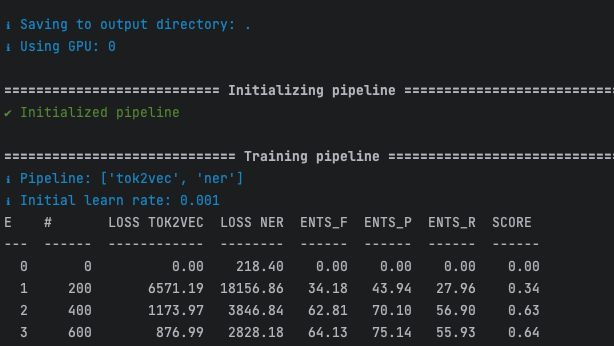 ℹ Saving to output directory: .
ℹ Using GPU: 0
=========================== Initializing pipeline ===========================
✔ Initialized pipeline
============================= Training pipeline =============================
ℹ Pipeline: ['tok2vec', 'ner']
ℹ Initial learn rate: 0.001
E    #       LOSS TOK2VEC  LOSS NER  ENTS_F  ENTS_P  ENTS_R  SCORE
---  ------  ------------  --------  ------  ------  ------  ------
  0       0          0.00    218.40    0.00    0.00    0.00    0.00
  1     200       6571.19  18156.86   34.18   43.94   27.96    0.34
  2     400       1173.97   3846.84   62.81   70.10   56.90    0.63
  3     600        876.99   2828.18   64.13   75.14   55.93    0.64